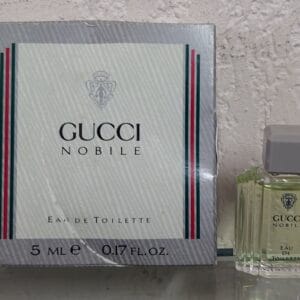 GUCCI
NOBILE
EAU DE TOILETTE
5 ML e 0.17 FL.OZ.
GUCCI
NOBILE
EAU
DE
TOILETTE